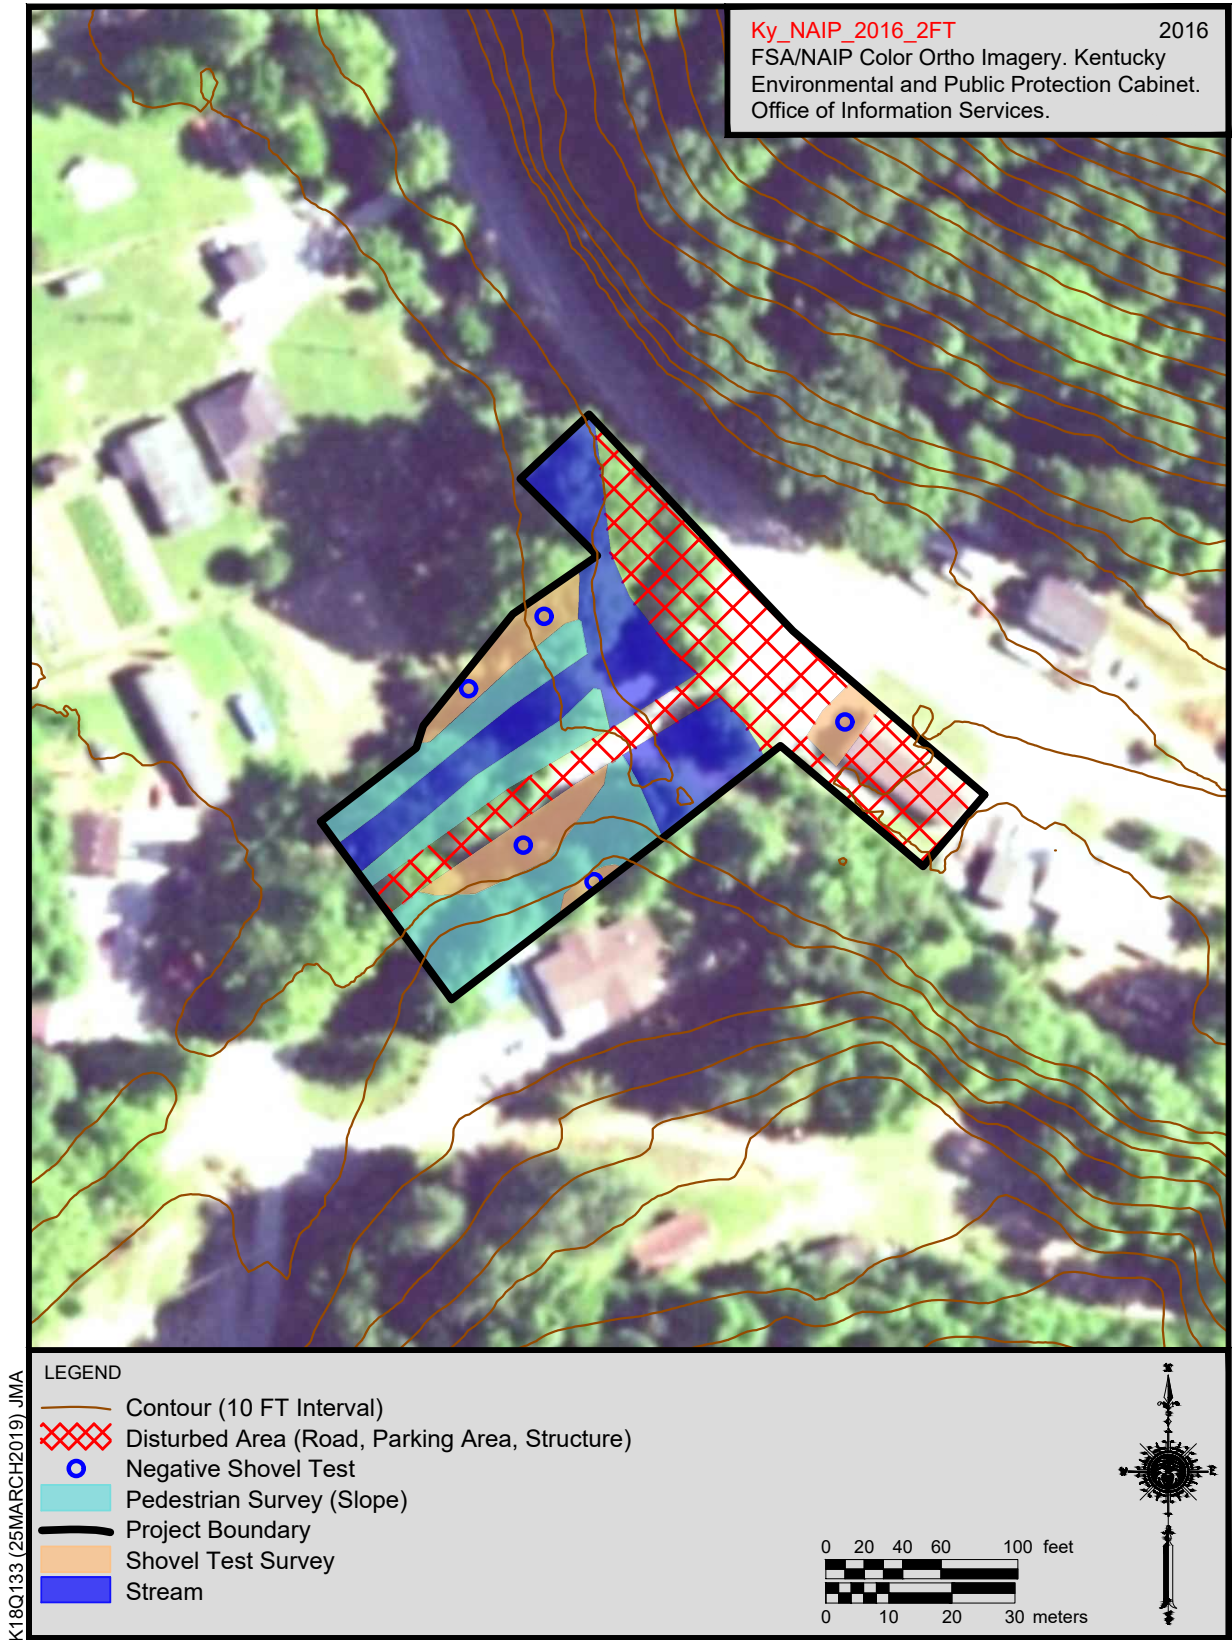 Ky_NAIP_2016_2FT 2016
FSA/NAIP Color Ortho Imagery. Kentucky
Environmental and Public Protection Cabinet.
Office of Information Services.
LEGEND
Contour (10 FT Interval)
Disturbed Area (Road, Parking Area, Structure)
Negative Shovel Test
Pedestrian Survey (Slope)
Project Boundary
Shovel Test Survey
Stream
0 20 40 60 100 feet
0 10 20 30 meters
K18Q133 (25MARCH2019) JMA